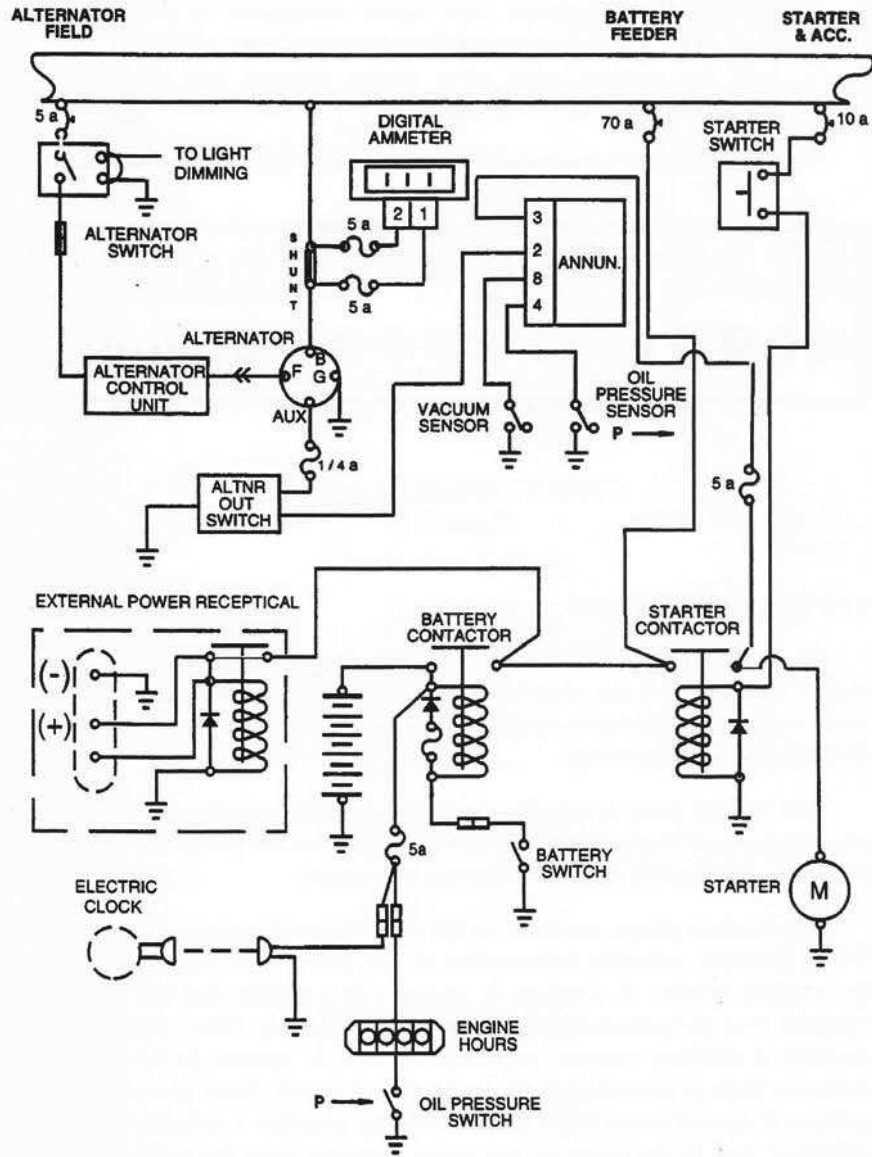 ALTERNATOR
FIELD
BATTERY
FEEDER
STARTER
& ACC.
5 a
TO LIGHT
DIMMING
ALTERNATOR
SWITCH
DIGITAL
AMMETER
2 1
5 a
5 a
SHUNT
70 a
STARTER
SWITCH
10 a
3
2
8
4
ANNUN.
ALTERNATOR
B
F
G
AUX
ALTERNATOR
CONTROL
UNIT
VACUUM
SENSOR
OIL
PRESSURE
SENSOR
P
1 / 4 a
ALTNR
OUT
SWITCH
5 a
EXTERNAL POWER RECEPTICAL
(-)
(+)
BATTERY
CONTACTOR
STARTER
CONTACTOR
5a
BATTERY
SWITCH
STARTER
M
ELECTRIC
CLOCK
ENGINE
HOURS
P
OIL PRESSURE
SWITCH